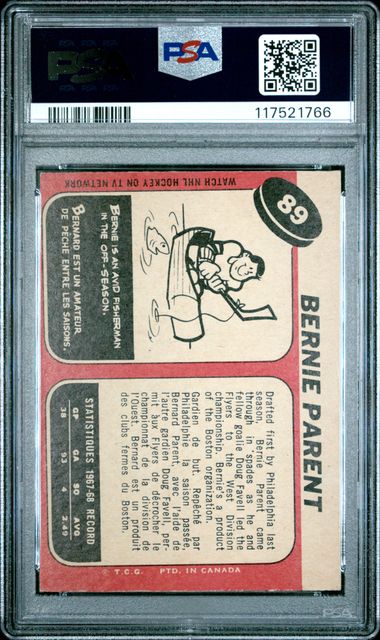 PSA
PSA
PSA
PSA
117521766
89
BERNIE PARENT
WATCH NHL HOCKEY ON TV NETWORK
BERNIE IS AN AVID FISHERMAN
IN THE OFF-SEASON.
BERNARD EST UN AMATEUR
DE PECHE ENTRE LES SAISONS.
Drafted first by Philadelphia last
season, Bernie Parent came
through in spades as he and
fellow goalie Doug Favell led the
Flyers to the West Division
championship. Bernie's a product
of the Boston organization.
Gardien de but. Repêché par
Philadelphie la saison passée,
Bernard Parent, avec l'aide de
l'autre gardien Doug Favell, per-
mit à Flyers de décrocher le
championnat de la division de
l'Ouest. Bernard est un produit
des clubs fermes du Boston.
STATISTIQUES 1967-68 RECORD
GP GA SO AVG.
38 93 4 2.49
T.C.G. PTD. IN CANADA